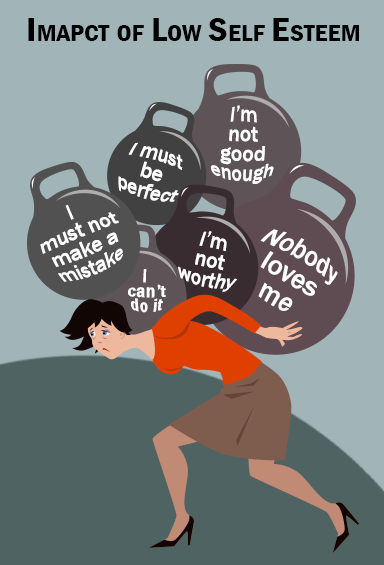 IMAPCT OF LOW SELF ESTEEM
I'm
not
good
enough
I must
be
perfect
I
must not
make a
mistake
I'm
not
worthy
Nobody
loves
me
I
can't
do it